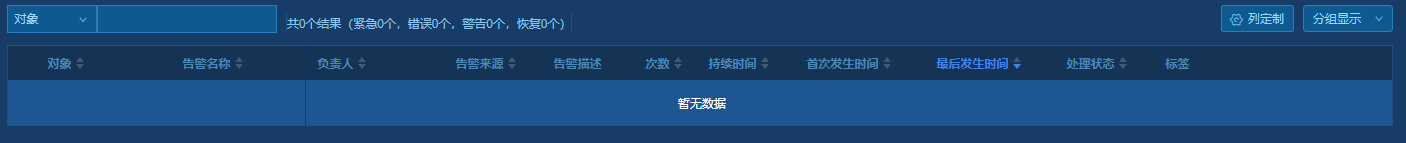 对象 共0个结果（紧急0个，错误0个，警告0个，恢复0个） 列定制 分组显示
对象 告警名称 负责人 告警来源 告警描述 次数 持续时间 首次发生时间 最后发生时间 处理状态 标签
暂无数据